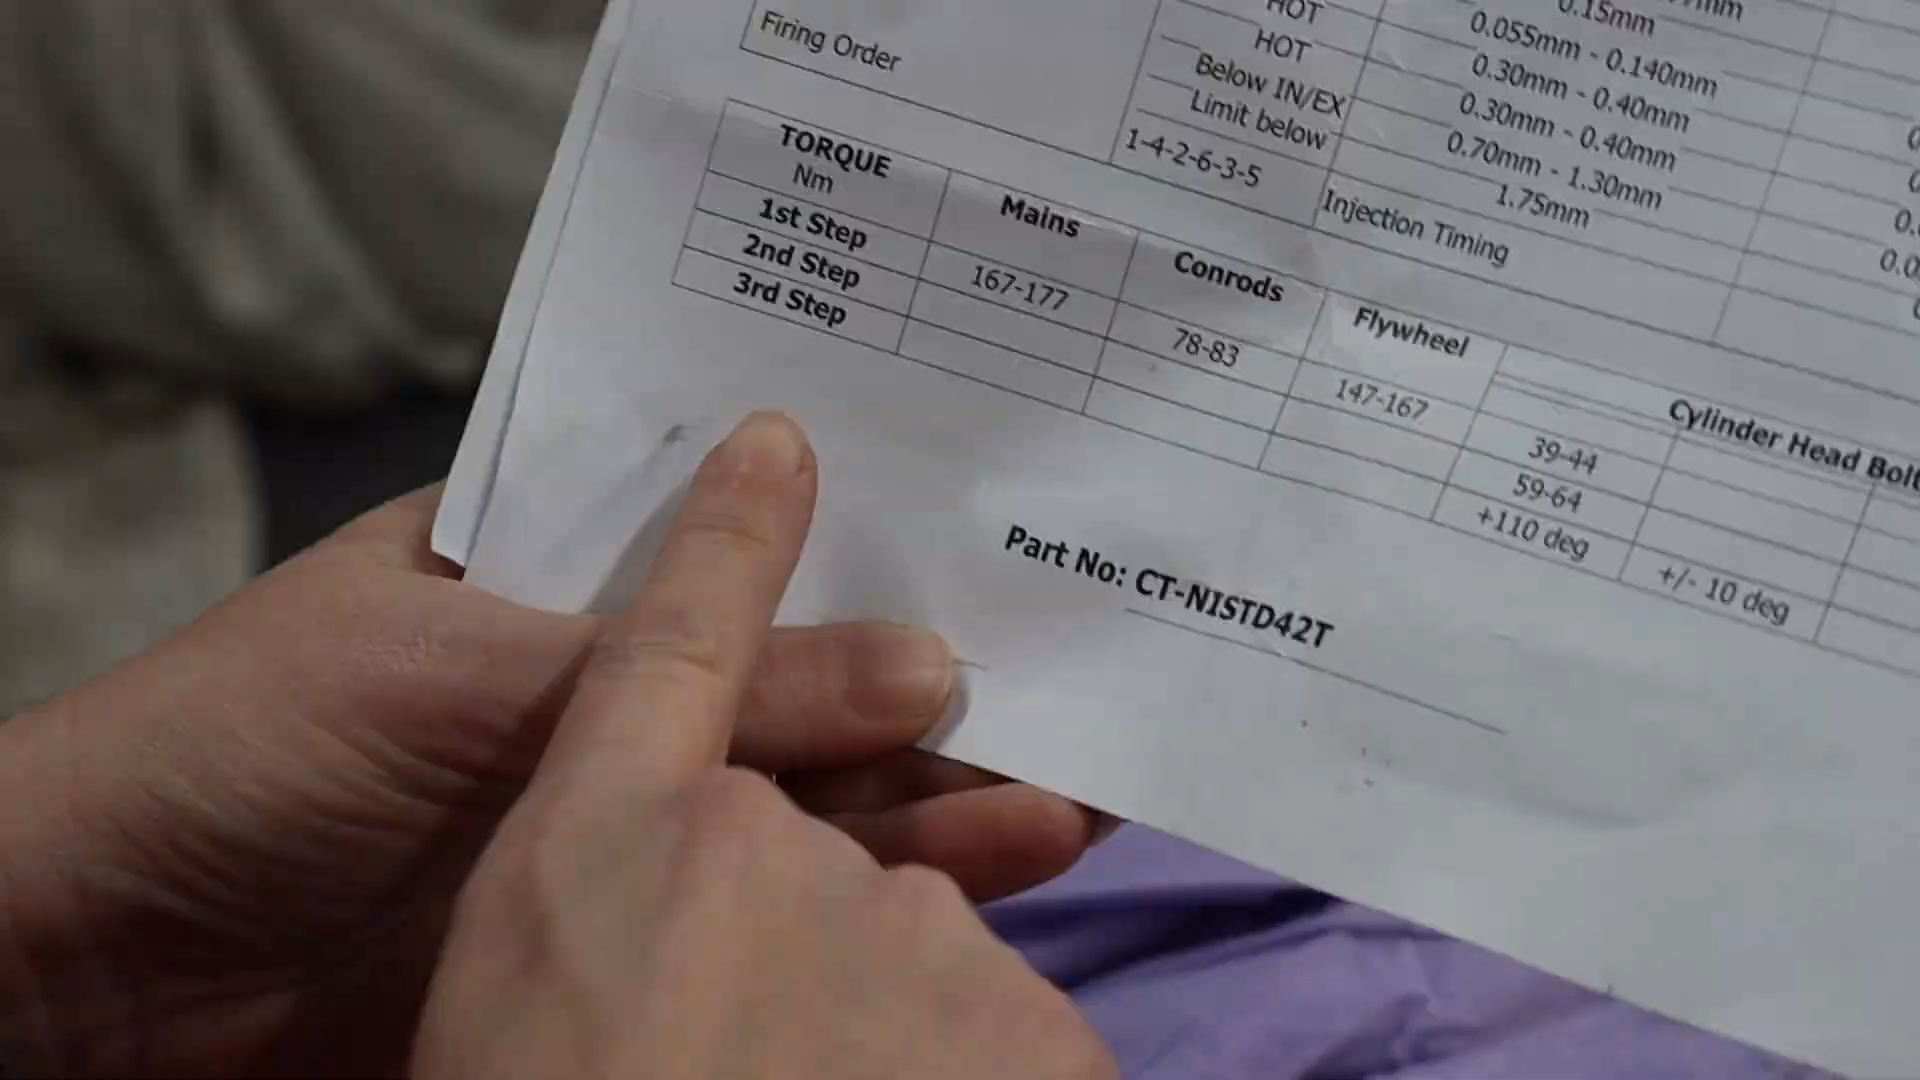 HOT
0.15mm
HOT
0.055mm - 0.140mm
Below IN/EX
0.30mm - 0.40mm
Limit below
0.30mm - 0.40mm
Firing Order
1-4-2-6-3-5
0.70mm - 1.30mm
1.75mm
Injection Timing
TORQUE
Nm
Mains
Conrods
Flywheel
Cylinder Head Bolt
1st Step
167-177
78-83
147-167
39-44
2nd Step
59-64
3rd Step
+110 deg
+/- 10 deg
Part No: CT-NISTD42T